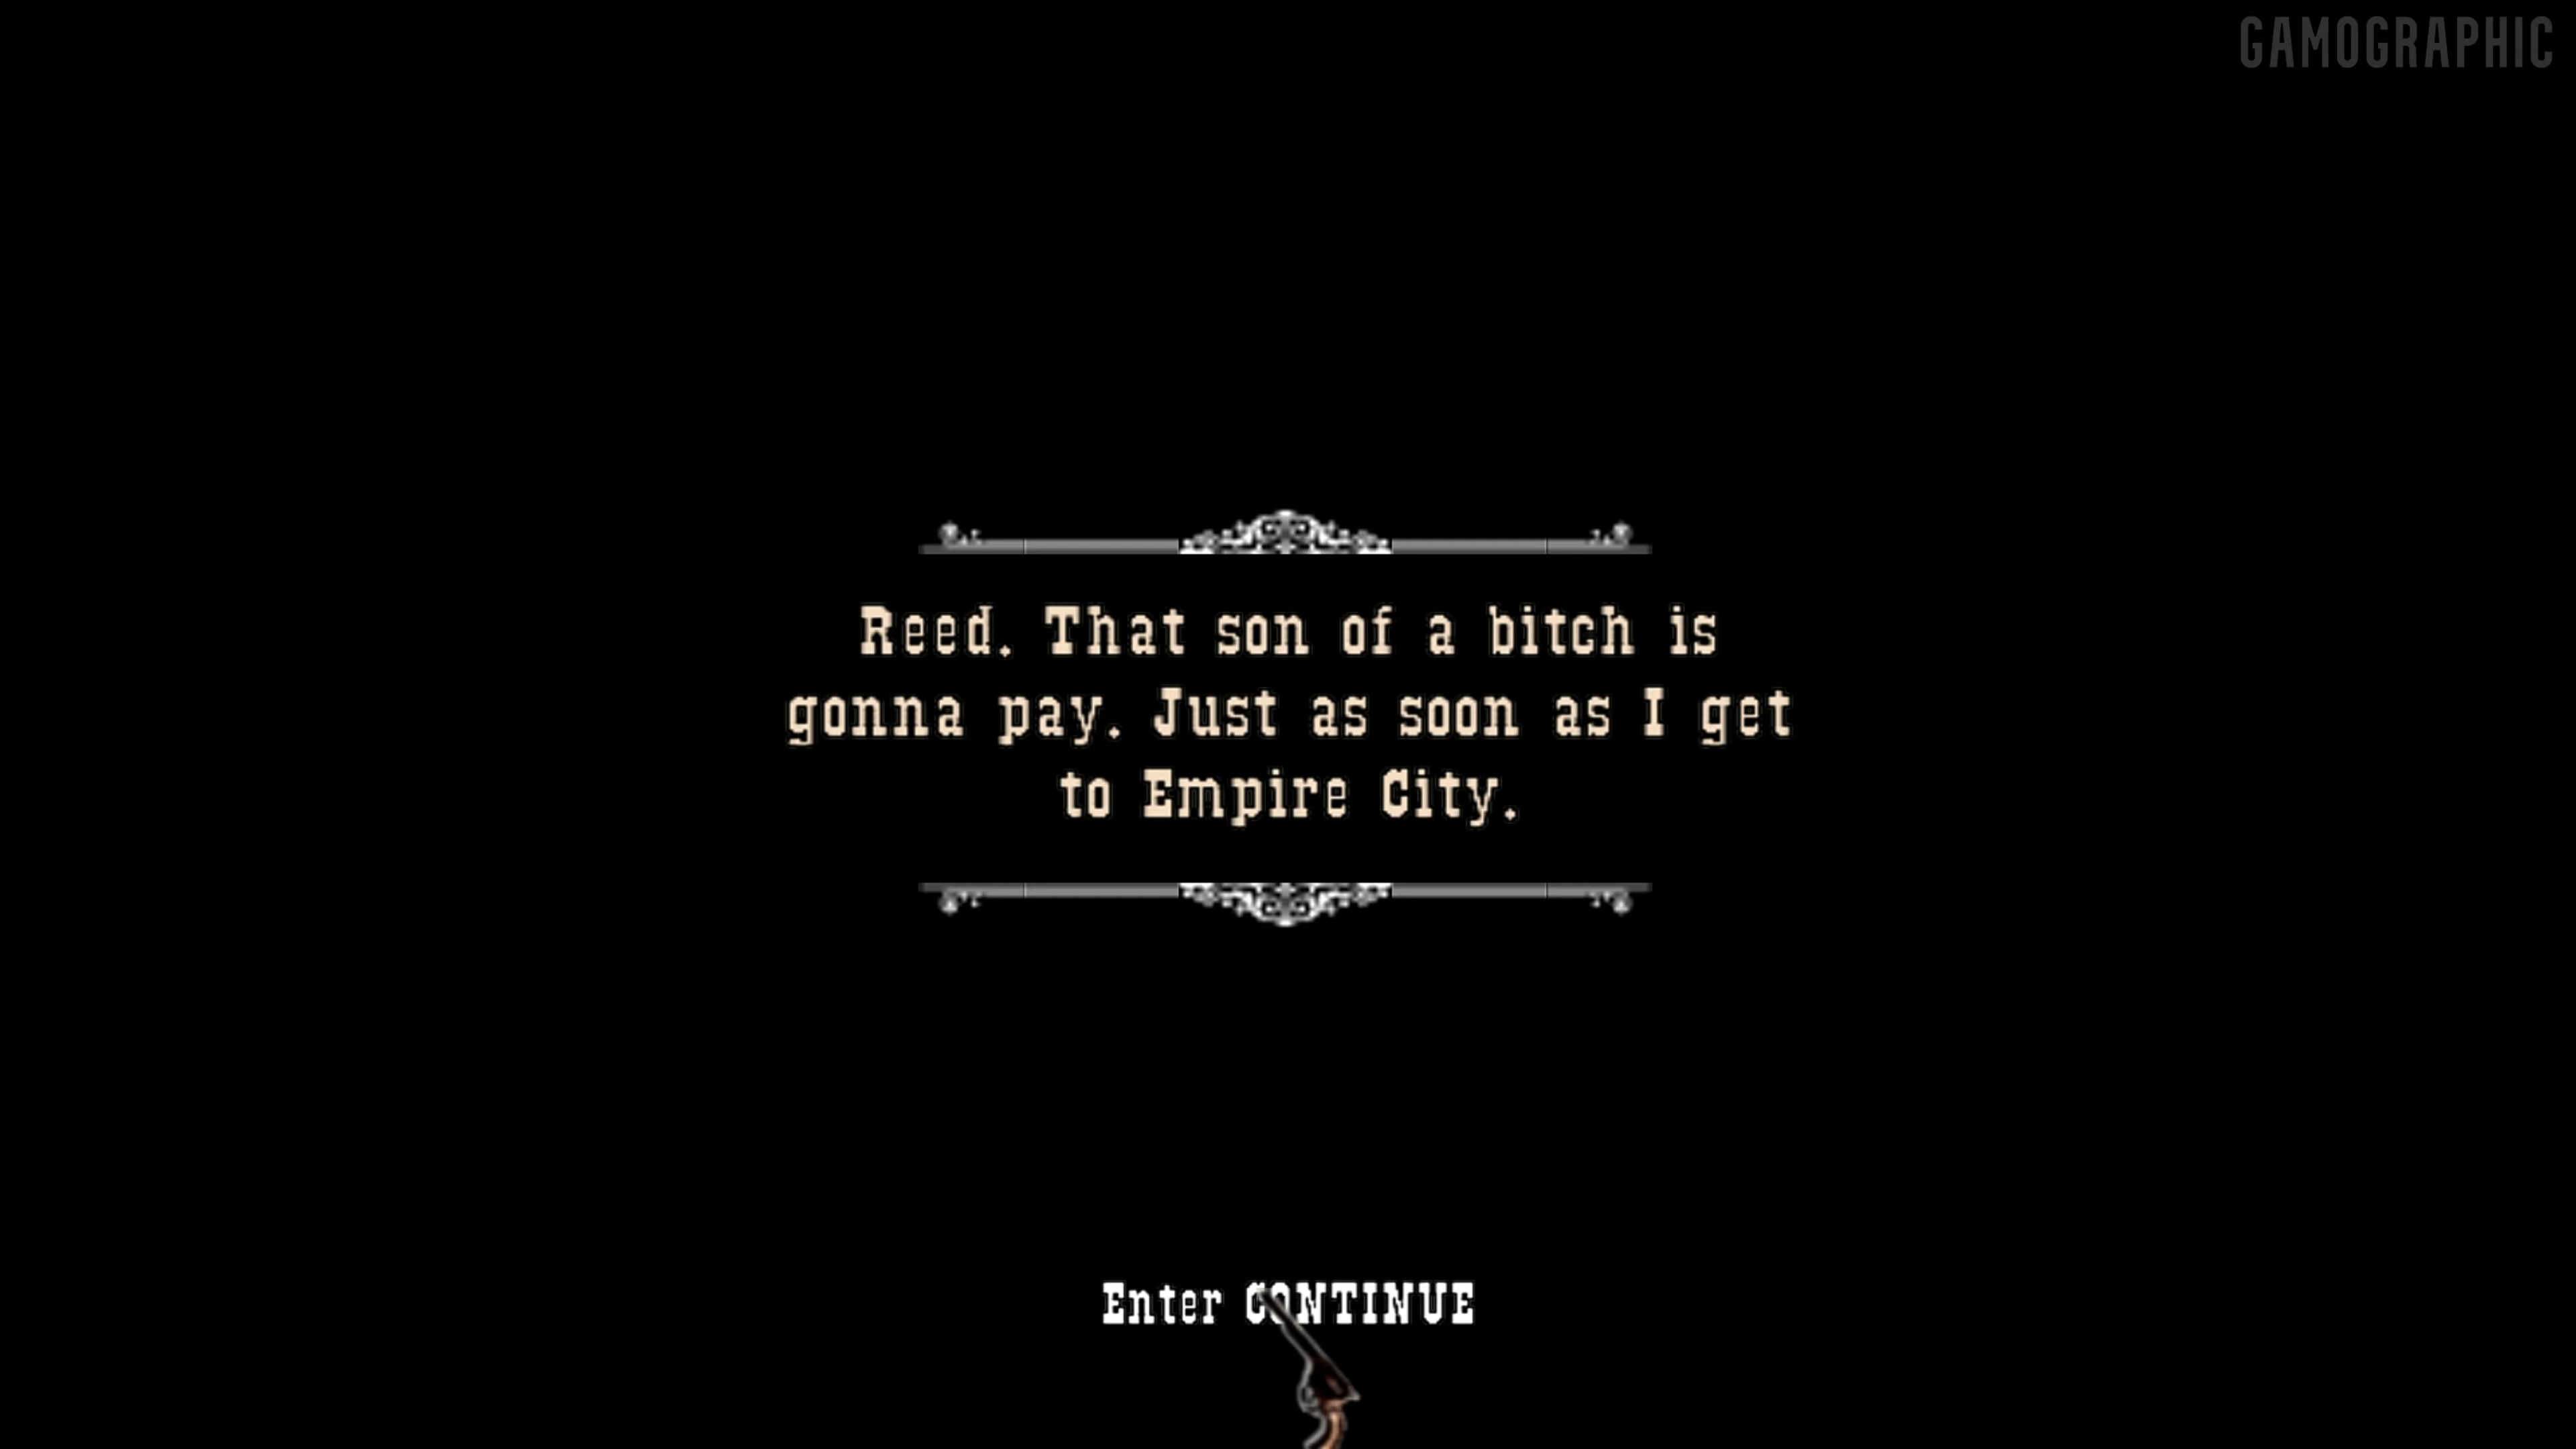 GAMOGRAPHIC
Reed. That son of a bitch is
gonna pay. Just as soon as I get
to Empire City.
Enter CONTINUE